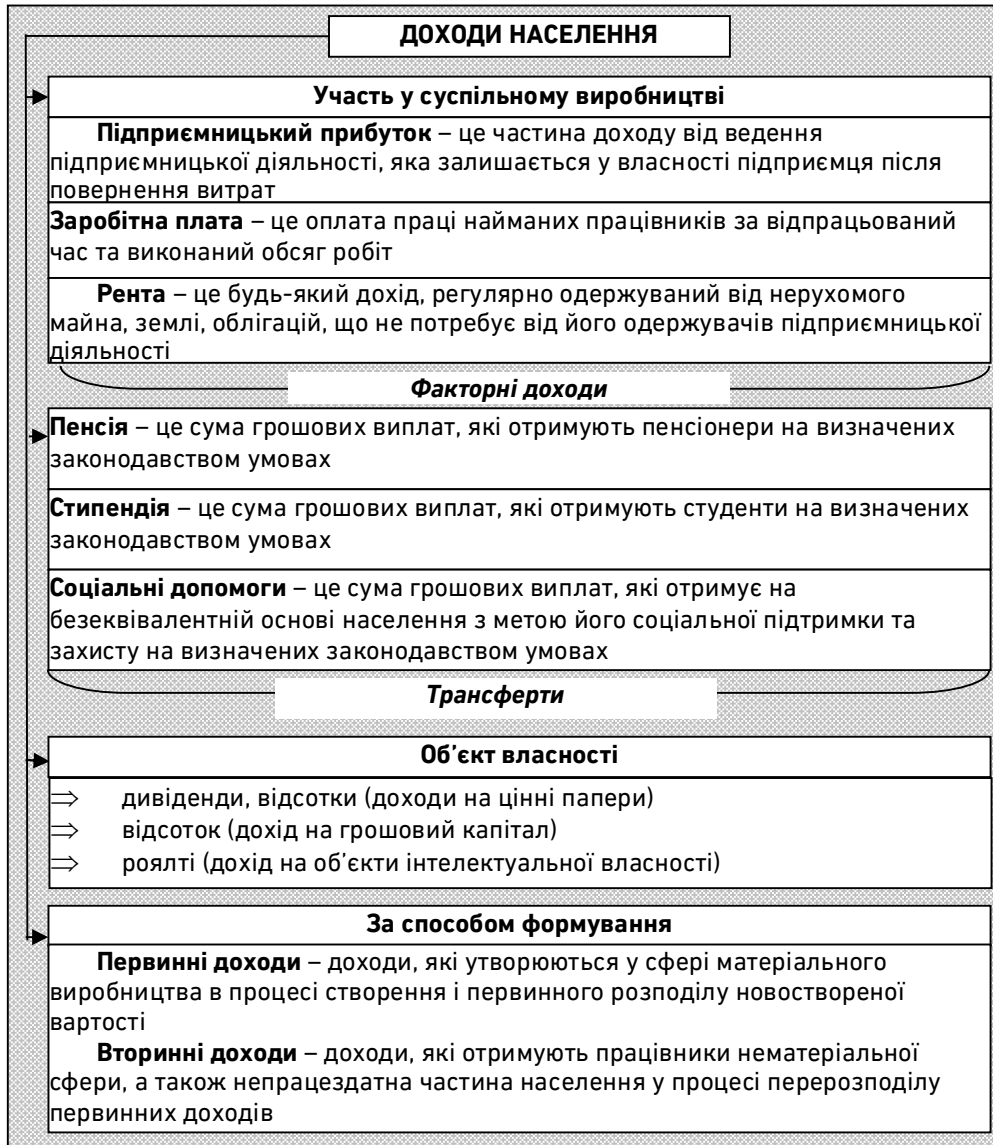 ДОХОДИ НАСЕЛЕННЯ
Участь у суспільному виробництві
Підприємницький прибуток – це частина доходу від ведення
підприємницької діяльності, яка залишається у власності підприємця після
повернення витрат
Заробітна плата – це оплата праці найманих працівників за відпрацьований
час та виконаний обсяг робіт
Рента – це будь-який дохід, регулярно одержуваний від нерухомого
майна, землі, облігацій, що не потребує від його одержувачів підприємницької
діяльності
Факторні доходи
Пенсія – це сума грошових виплат, які отримують пенсіонери на визначених
законодавством умовах
Стипендія – це сума грошових виплат, які отримують студенти на визначених
законодавством умовах
Соціальні допомоги – це сума грошових виплат, які отримує на
безеквівалентній основі населення з метою його соціальної підтримки та
захисту на визначених законодавством умовах
Трансферти
Об’єкт власності
⇒ дивіденди, відсотки (доходи на цінні папери)
⇒ відсоток (дохід на грошовий капітал)
⇒ роялті (дохід на об’єкти інтелектуальної власності)
За способом формування
Первинні доходи – доходи, які утворюються у сфері матеріального
виробництва в процесі створення і первинного розподілу новоствореної
вартості
Вторинні доходи – доходи, які отримують працівники нематеріальної
сфери, а також непрацездатна частина населення у процесі перерозподілу
первинних доходів